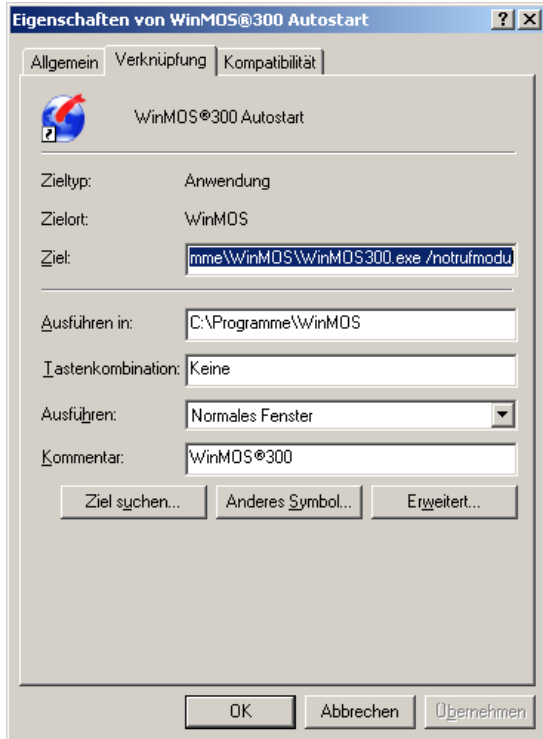 Eigenschaften von WinMOS®300 Autostart
Allgemein Verknüpfung Kompatibilität
WinMOS®300 Autostart
Zieltyp: Anwendung
Zielort: WinMOS
Ziel: mme\WinMOS\WinMOS300.exe /notrufmodu
Ausführen in: C:\Programme\WinMOS
Tastenkombination: Keine
Ausführen: Normales Fenster
Kommentar: WinMOS®300
Ziel suchen... Anderes Symbol... Erweitert...
OK Abbrechen Übernehmen